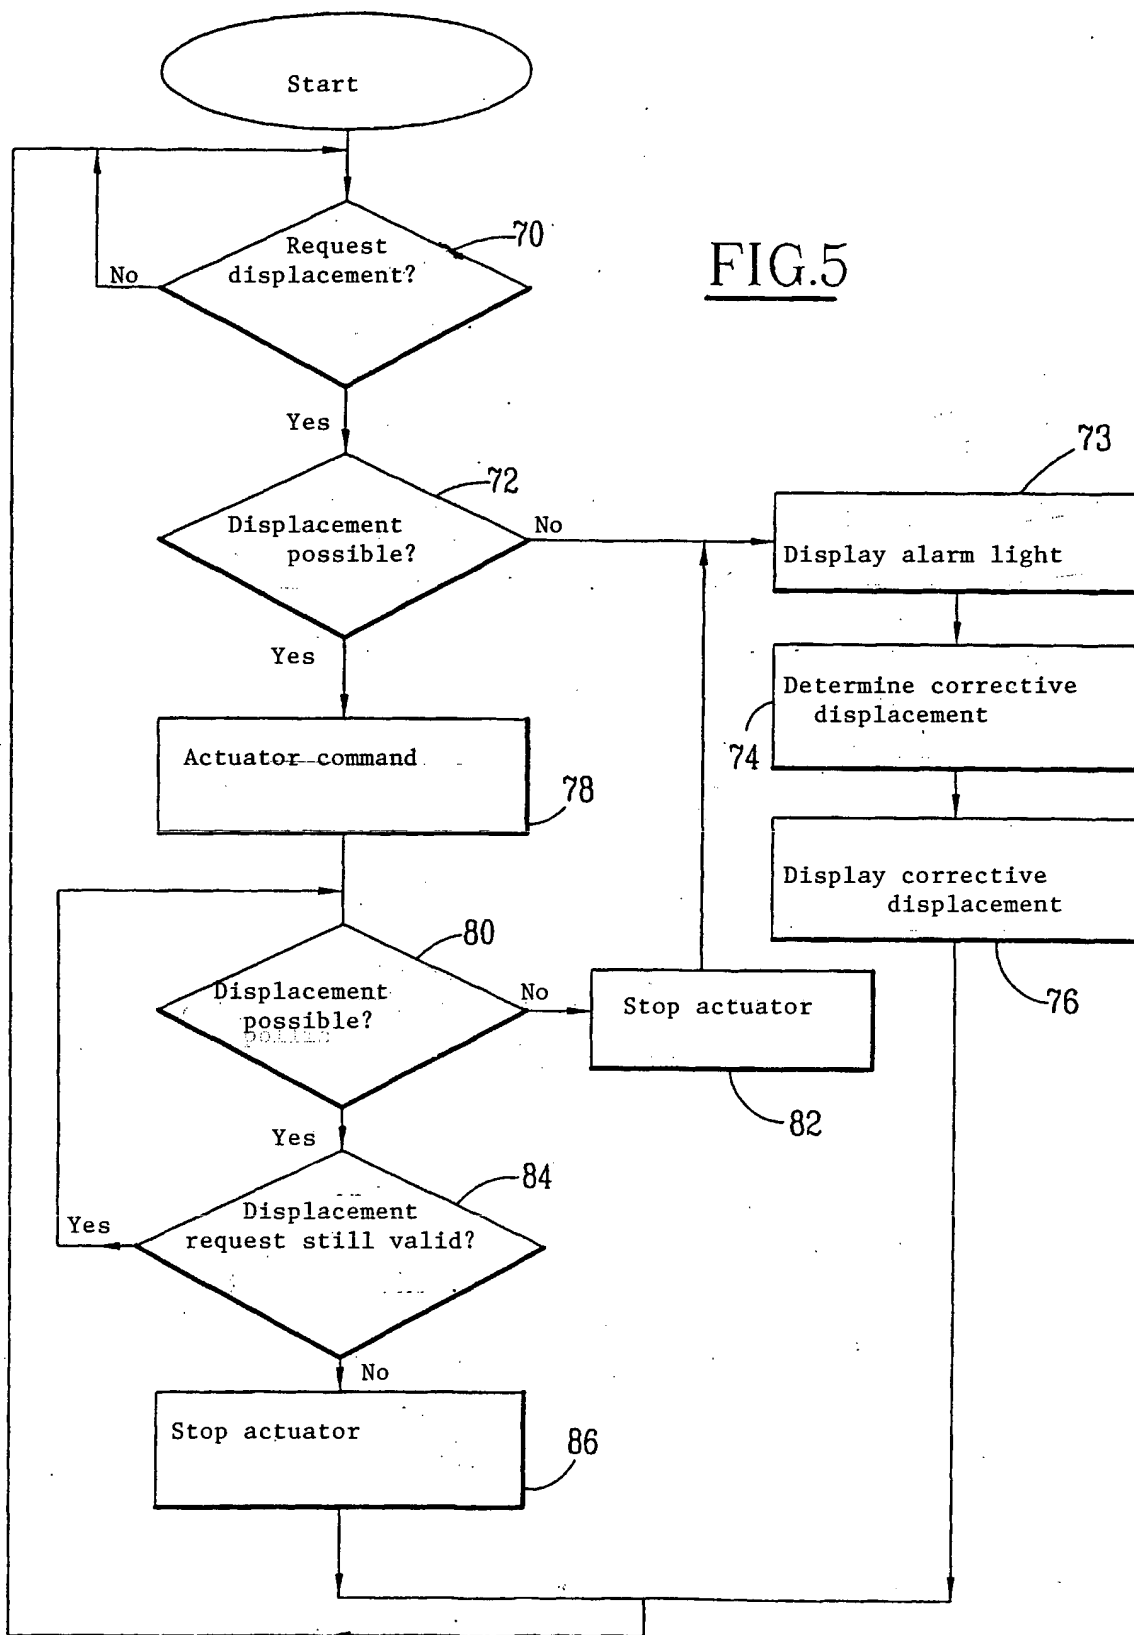 Start
70
Request
displacement?
No
FIG.5
Yes
72
Displacement
possible?
No
73
Display alarm light
Yes
Determine corrective
displacement
74
Actuator command
78
Display corrective
displacement
76
80
Displacement
possible?
No
Stop actuator
82
Yes
84
Displacement
request still valid?
Yes
No
Stop actuator
86